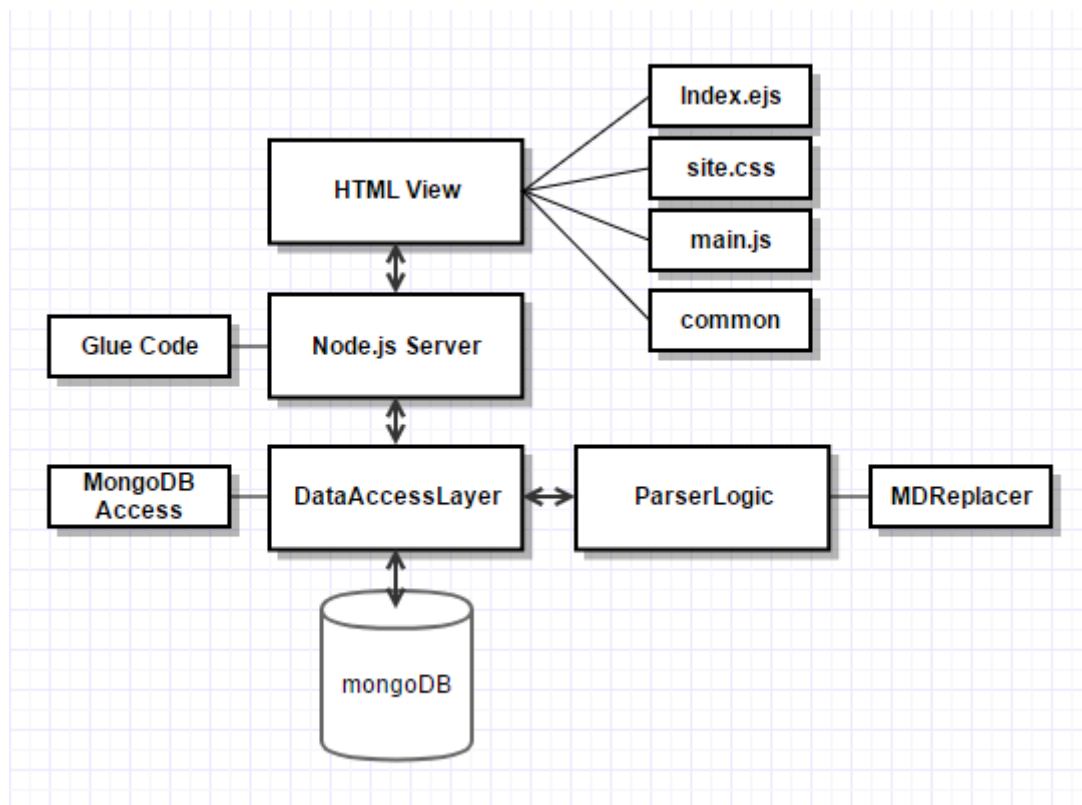 Index.ejs
HTML View
site.css
main.js
common
Glue Code
Node.js Server
MongoDB
Access
DataAccessLayer
ParserLogic
MDReplacer
mongoDB